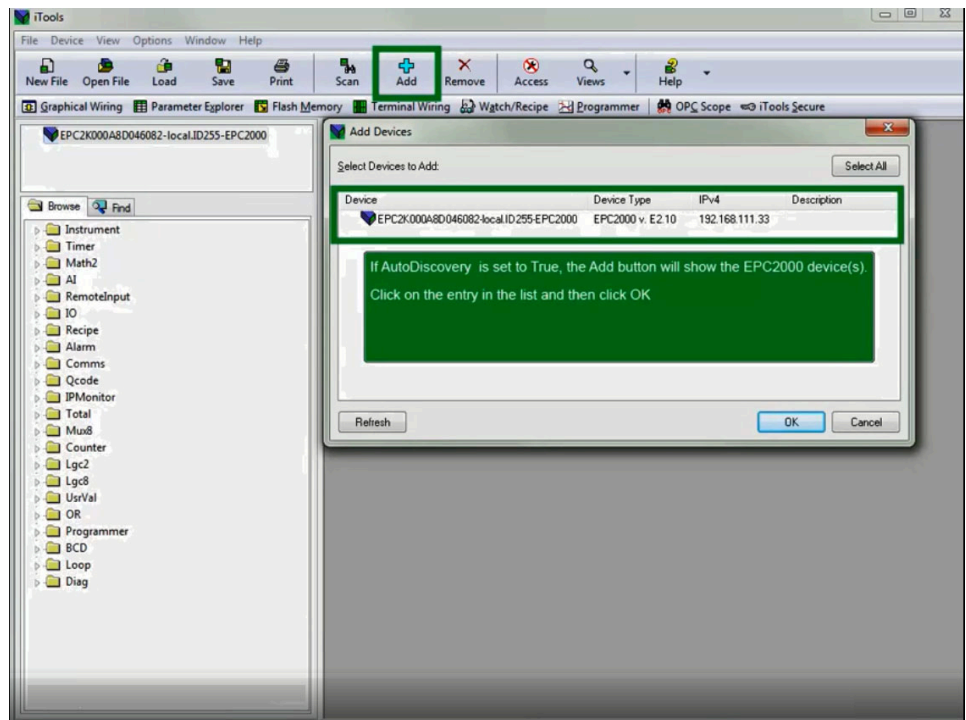 iTools
File Device View Options Window Help
New File Open File Load Save Print Scan Add Remove Access Views Help
Graphical Wiring Parameter Explorer Flash Memory Terminal Wiring Watch/Recipe Programmer OPC Scope iTools Secure
EPC2K000A8D046082-local.ID255-EPC2000
Browse Find
Instrument
Timer
Math2
AI
RemoteInput
IO
Recipe
Alarm
Comms
Qcode
IPMonitor
Total
Mux8
Counter
Lgc2
Lgc8
UsrVal
OR
Programmer
BCD
Loop
Diag
Add Devices
Select Devices to Add:
Select All
Device Device Type IPv4 Description
EPC2K000A8D046082-local.ID255-EPC2000 EPC2000 v. E2.10 192.168.111.33
If AutoDiscovery is set to True, the Add button will show the EPC2000 device(s).
Click on the entry in the list and then click OK
Refresh OK Cancel